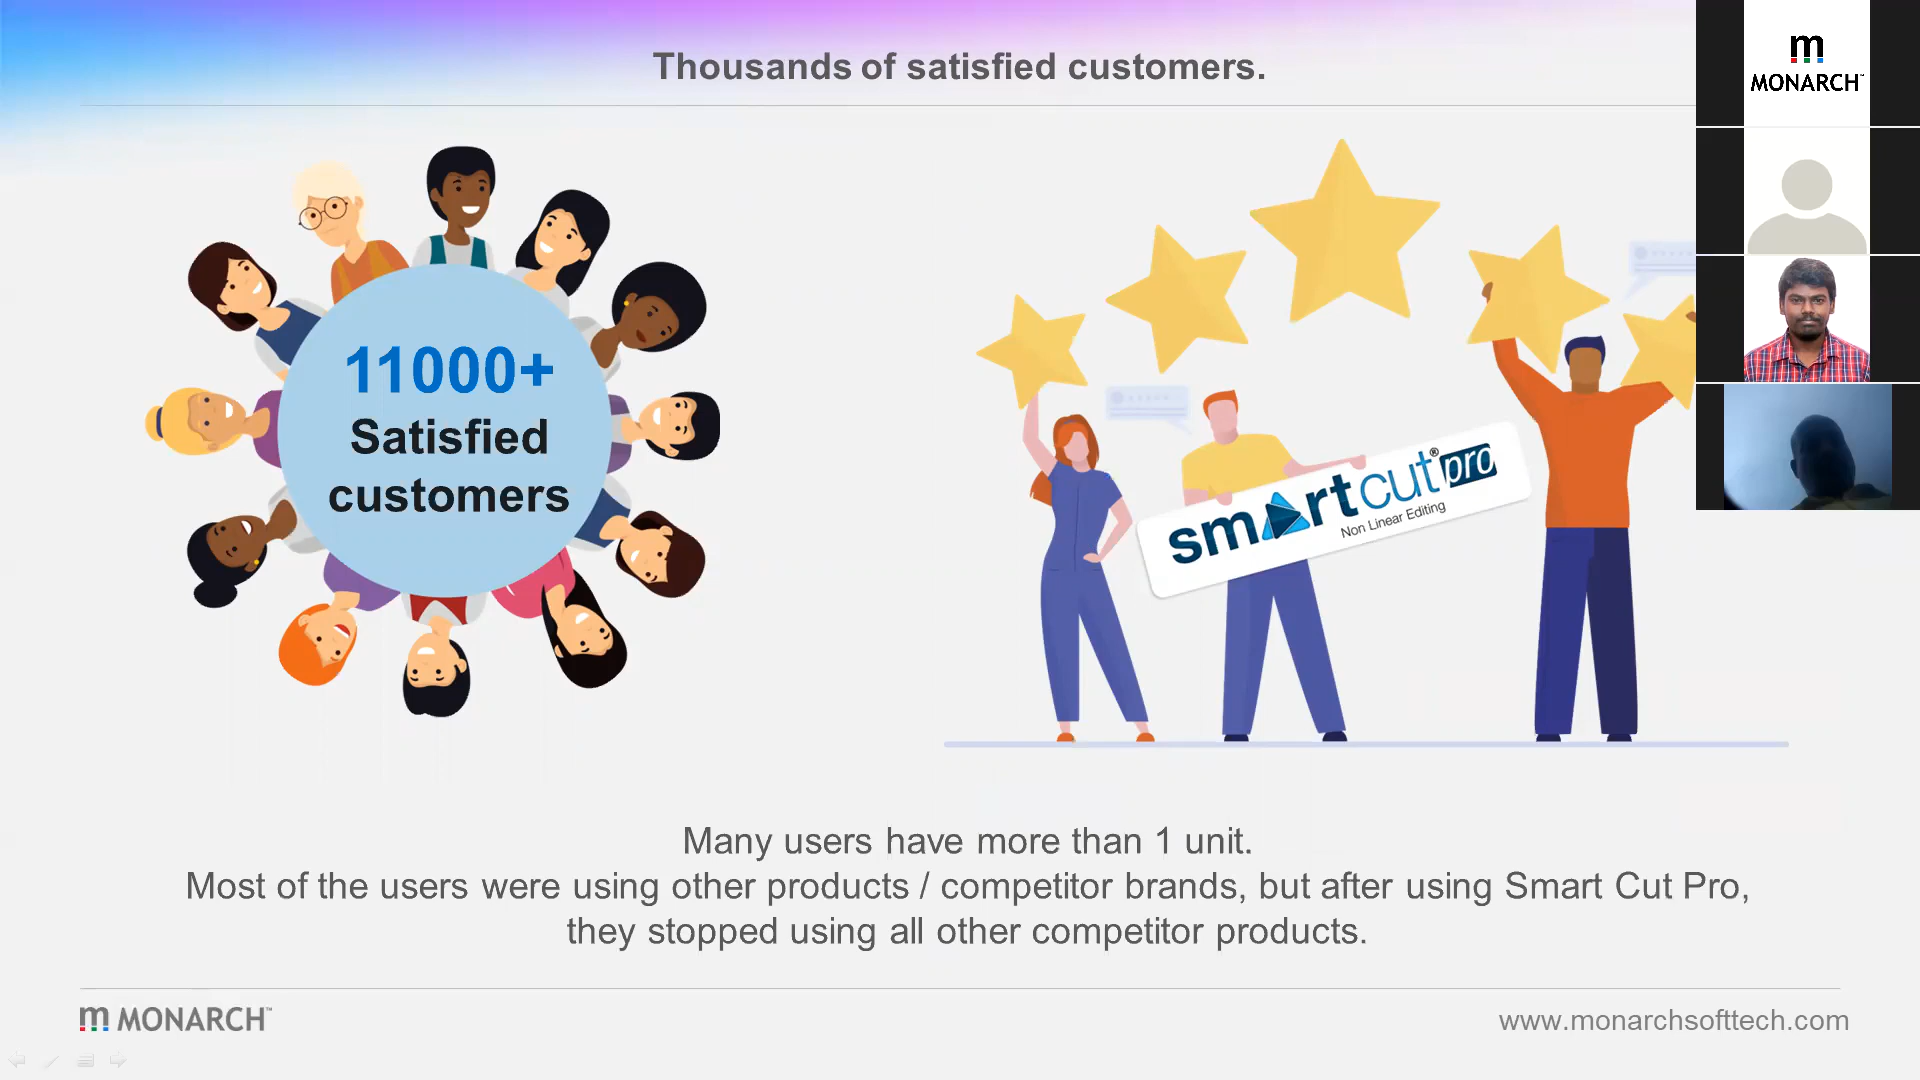 Thousands of satisfied customers.
m
MONARCH™
11000+
Satisfied
customers
smartcut® pro
Non Linear Editing
Many users have more than 1 unit.
Most of the users were using other products / competitor brands, but after using Smart Cut Pro,
they stopped using all other competitor products.
m MONARCH™
www.monarchsofttech.com